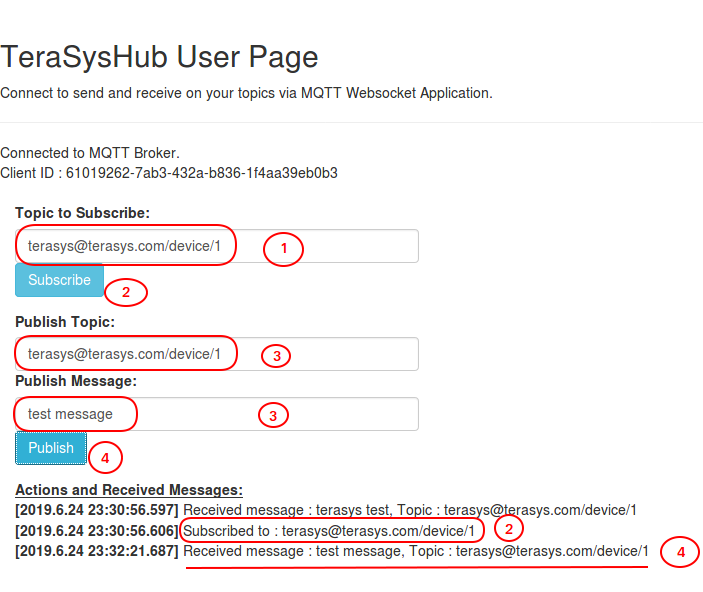 TeraSysHub User Page
Connect to send and receive on your topics via MQTT Websocket Application.
Connected to MQTT Broker.
Client ID : 61019262-7ab3-432a-b836-1f4aa39eb0b3
Topic to Subscribe:
terasys@terasys.com/device/1 1
Subscribe 2
Publish Topic:
terasys@terasys.com/device/1 3
Publish Message:
test message 3
Publish 4
Actions and Received Messages:
[2019.6.24 23:30:56.597] Received message : terasys test, Topic : terasys@terasys.com/device/1
[2019.6.24 23:30:56.606] Subscribed to : terasys@terasys.com/device/1 2
[2019.6.24 23:32:21.687] Received message : test message, Topic : terasys@terasys.com/device/1 4